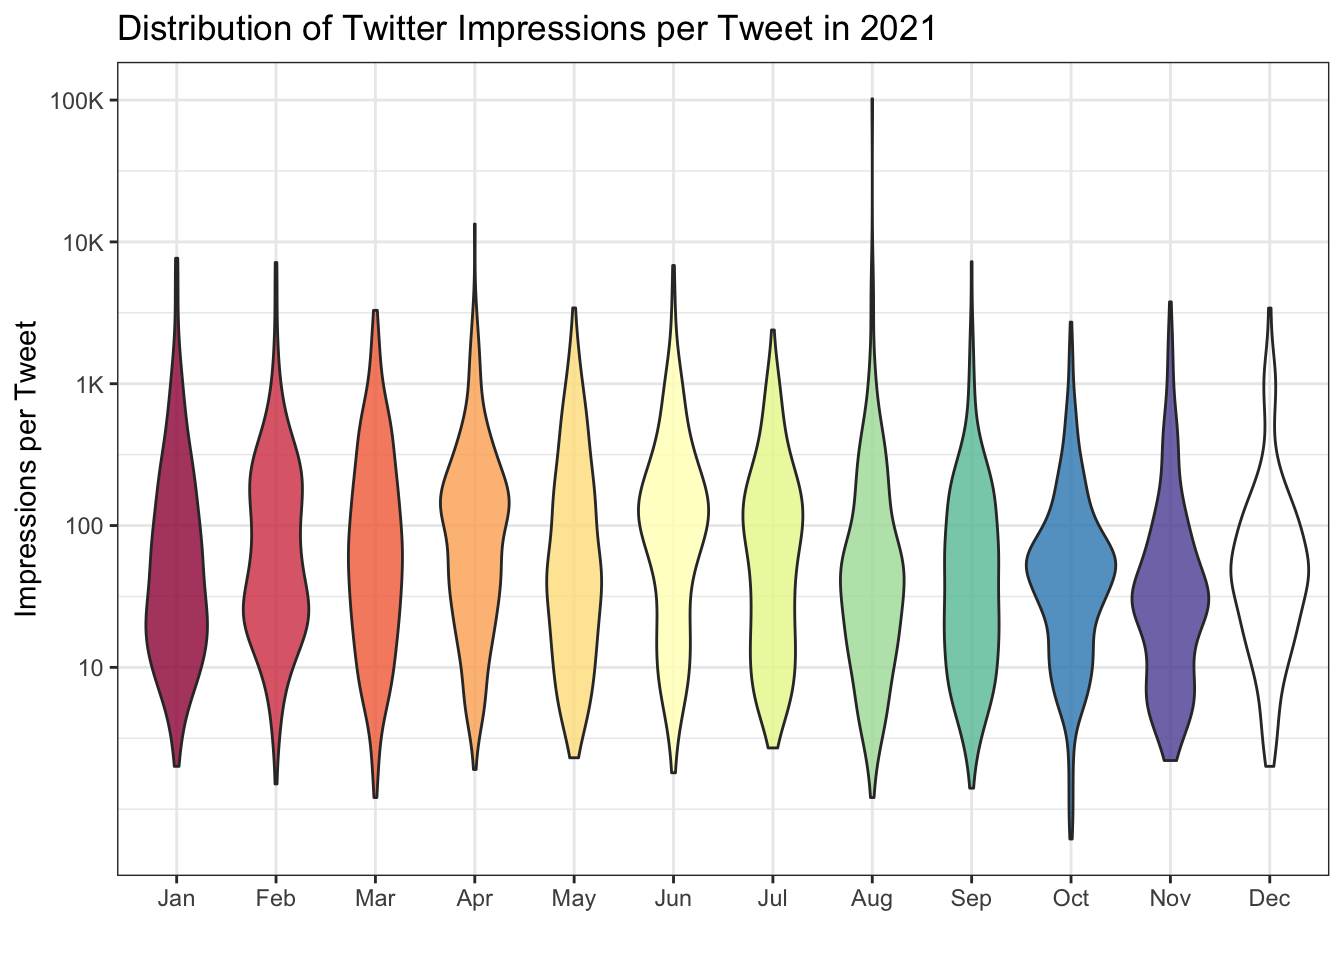 Distribution of Twitter Impressions per Tweet in 2021
Impressions per Tweet
100K
10K
1K
100
10
Jan Feb Mar Apr May Jun Jul Aug Sep Oct Nov Dec